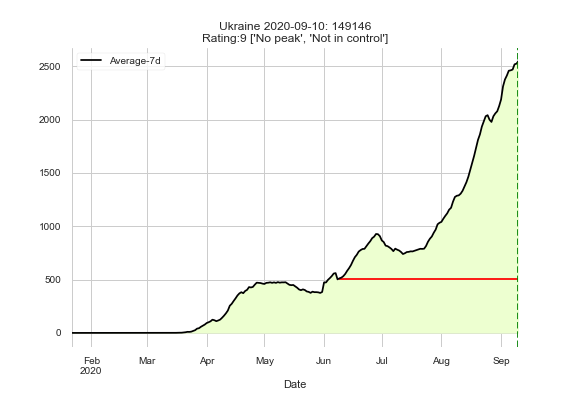 Ukraine 2020-09-10: 149146
Rating:9 ['No peak', 'Not in control']
Average-7d
2500
2000
1500
1000
500
0
Feb Mar Apr May Jun Jul Aug Sep
2020
Date